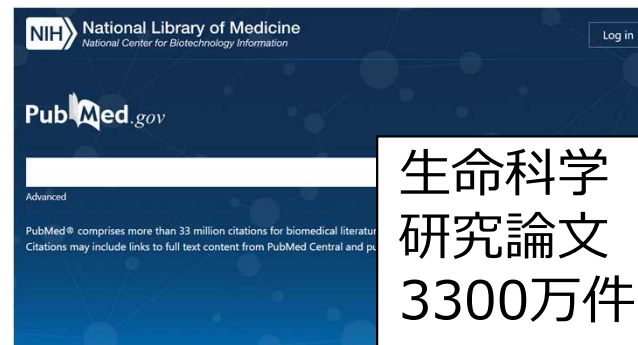 NIH National Library of Medicine
National Center for Biotechnology Information
Log in
PubMed.gov
Advanced
PubMed® comprises more than 33 million citations for biomedical
Citations may include links to full text content from PubMed Central and
生命科学
研究論文
3300万件